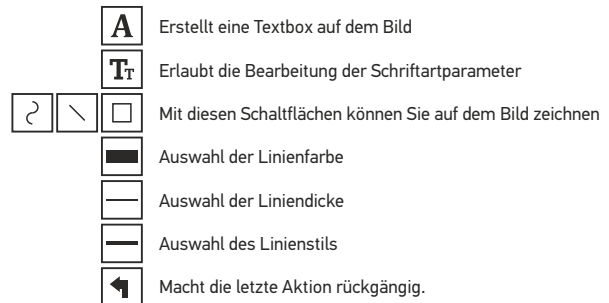 A Erstellt eine Textbox auf dem Bild
TT Erlaubt die Bearbeitung der Schriftartparameter
Mit diesen Schaltflächen können Sie auf dem Bild zeichnen
Auswahl der Linienfarbe
Auswahl der Liniendicke
Auswahl des Linienstils
Macht die letzte Aktion rückgängig.